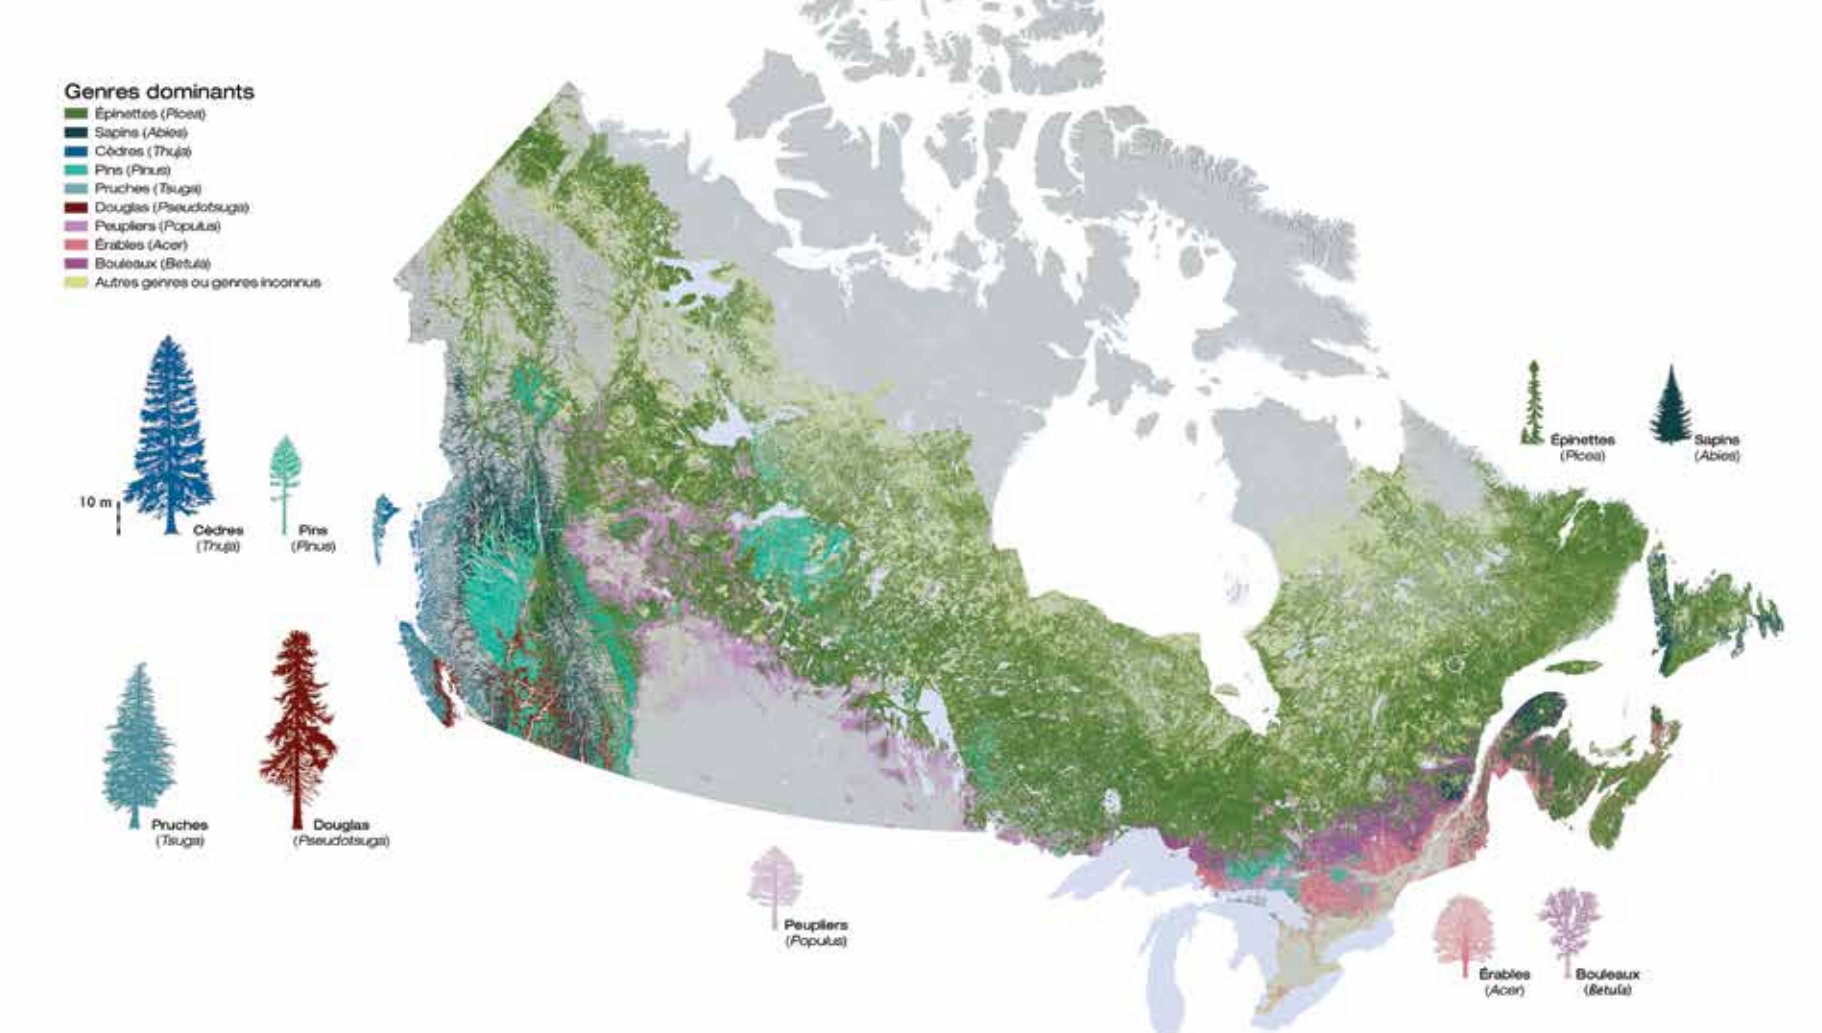 Genres dominants
Épinettes (Picea)
Sapins (Abies)
Cèdres (Thuja)
Pins (Pinus)
Pruches (Tsuga)
Douglas (Pseudotsuga)
Peupliers (Populus)
Érables (Acer)
Bouleaux (Betula)
Autres genres ou genres inconnus
10 m
Cèdres
(Thuja)
Pins
(Pinus)
Épinettes
(Picea)
Sapins
(Abies)
Pruches
(Tsuga)
Douglas
(Pseudotsuga)
Peupliers
(Populus)
Érables
(Acer)
Bouleaux
(Betula)